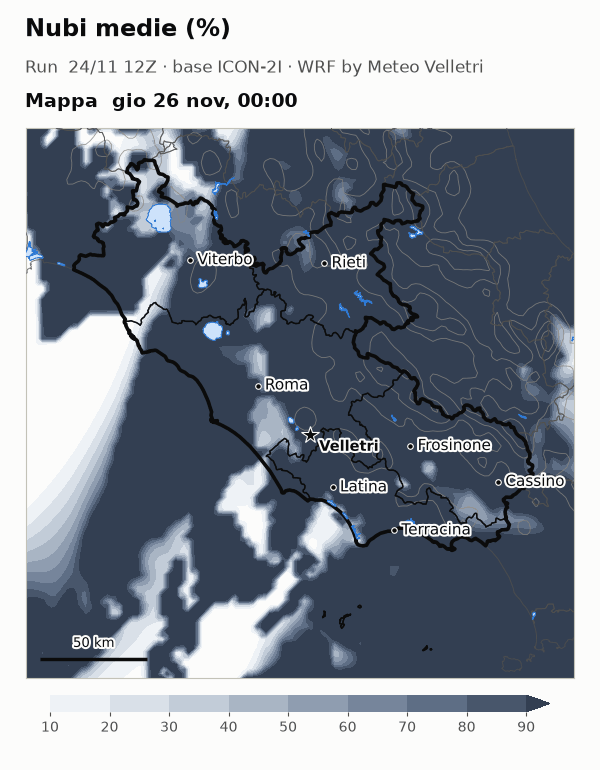 Nubi medie (%)
Run  24/11 12Z · base ICON-2I · WRF by Meteo Velletri
Mappa  gio 26 nov, 00:00
Viterbo
Rieti
Roma
Velletri
Frosinone
Cassino
Latina
Terracina
50 km
10 20 30 40 50 60 70 80 90